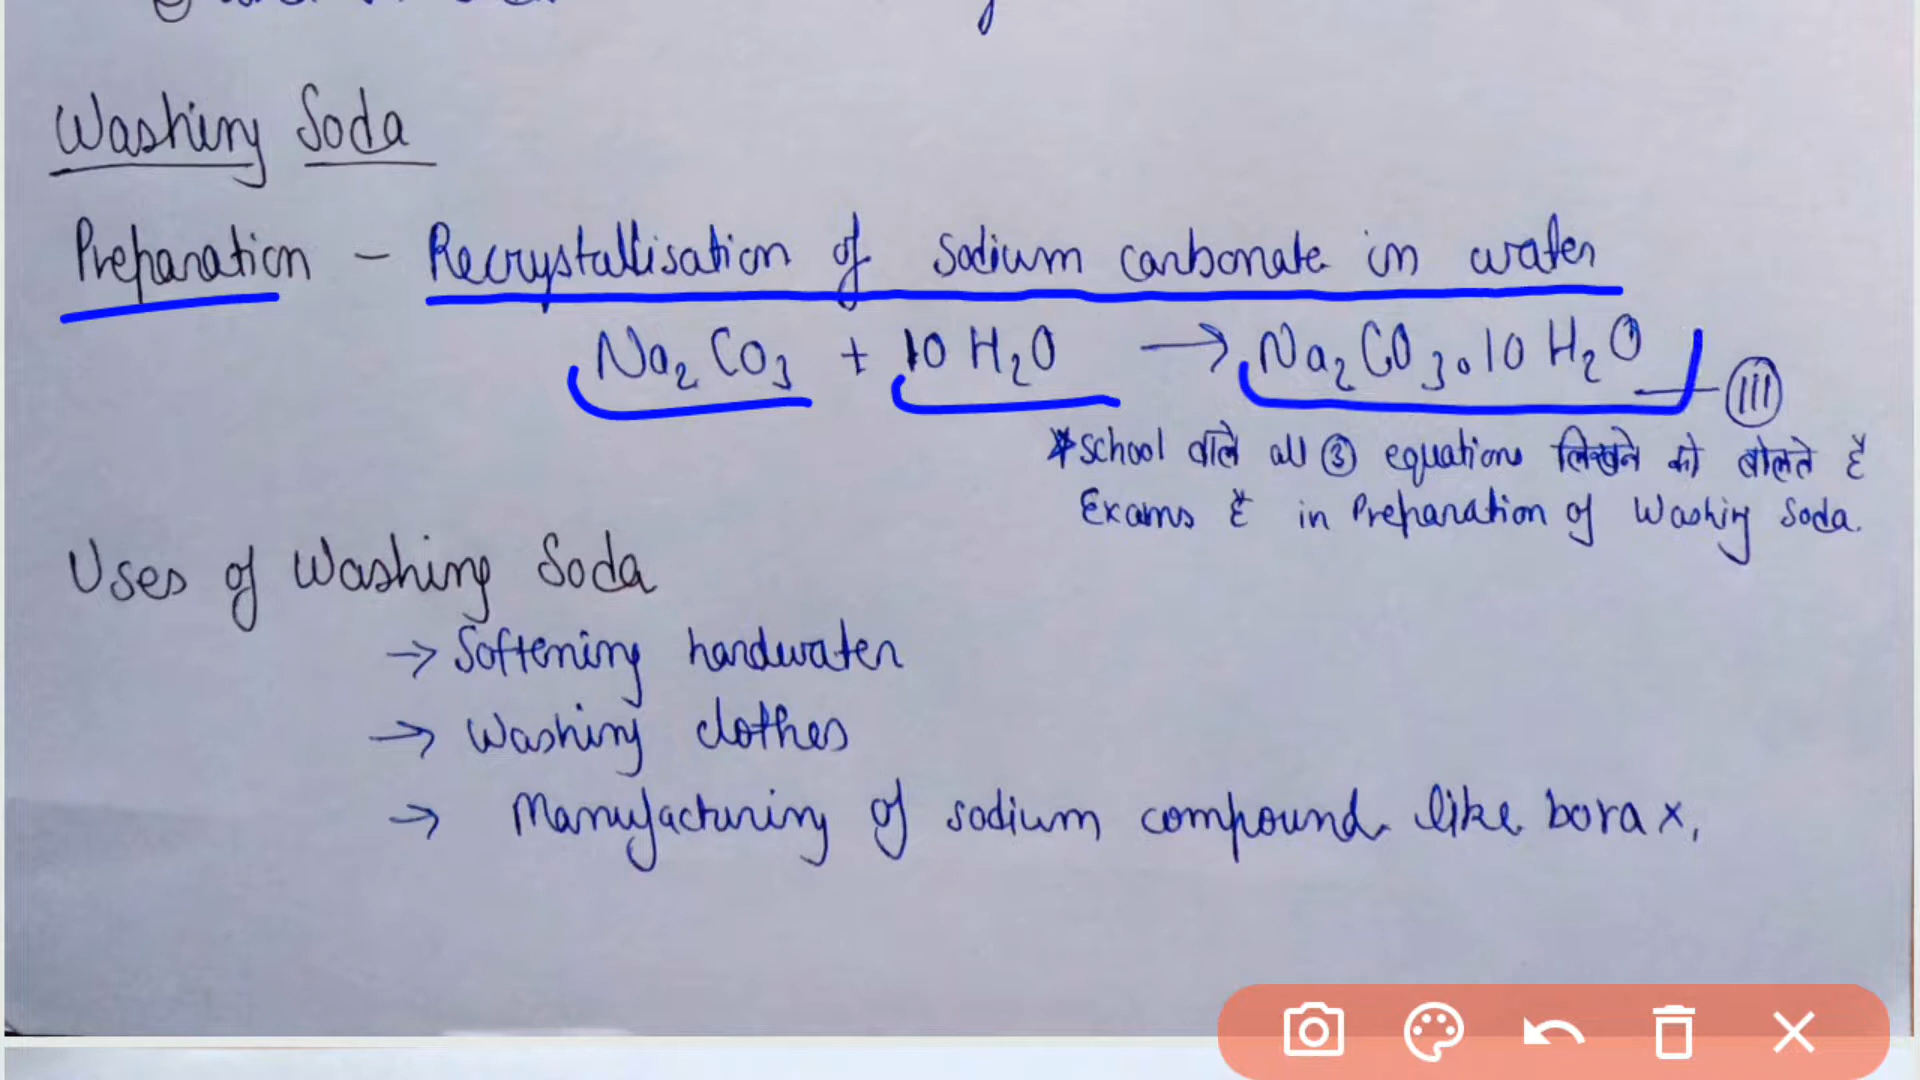 Washing Soda
Preparation – Recrystallisation of sodium carbonate in water
Na₂CO₃ + 10 H₂O → Na₂CO₃.10 H₂O — (III)
*School वाले all ③ equations लिखने को बोलते हैं
Exams हैं in Preparation of Washing Soda.
Uses of Washing Soda
→ Softening hardwater
→ Washing clothes
→ Manufacturing of sodium compound like borax,